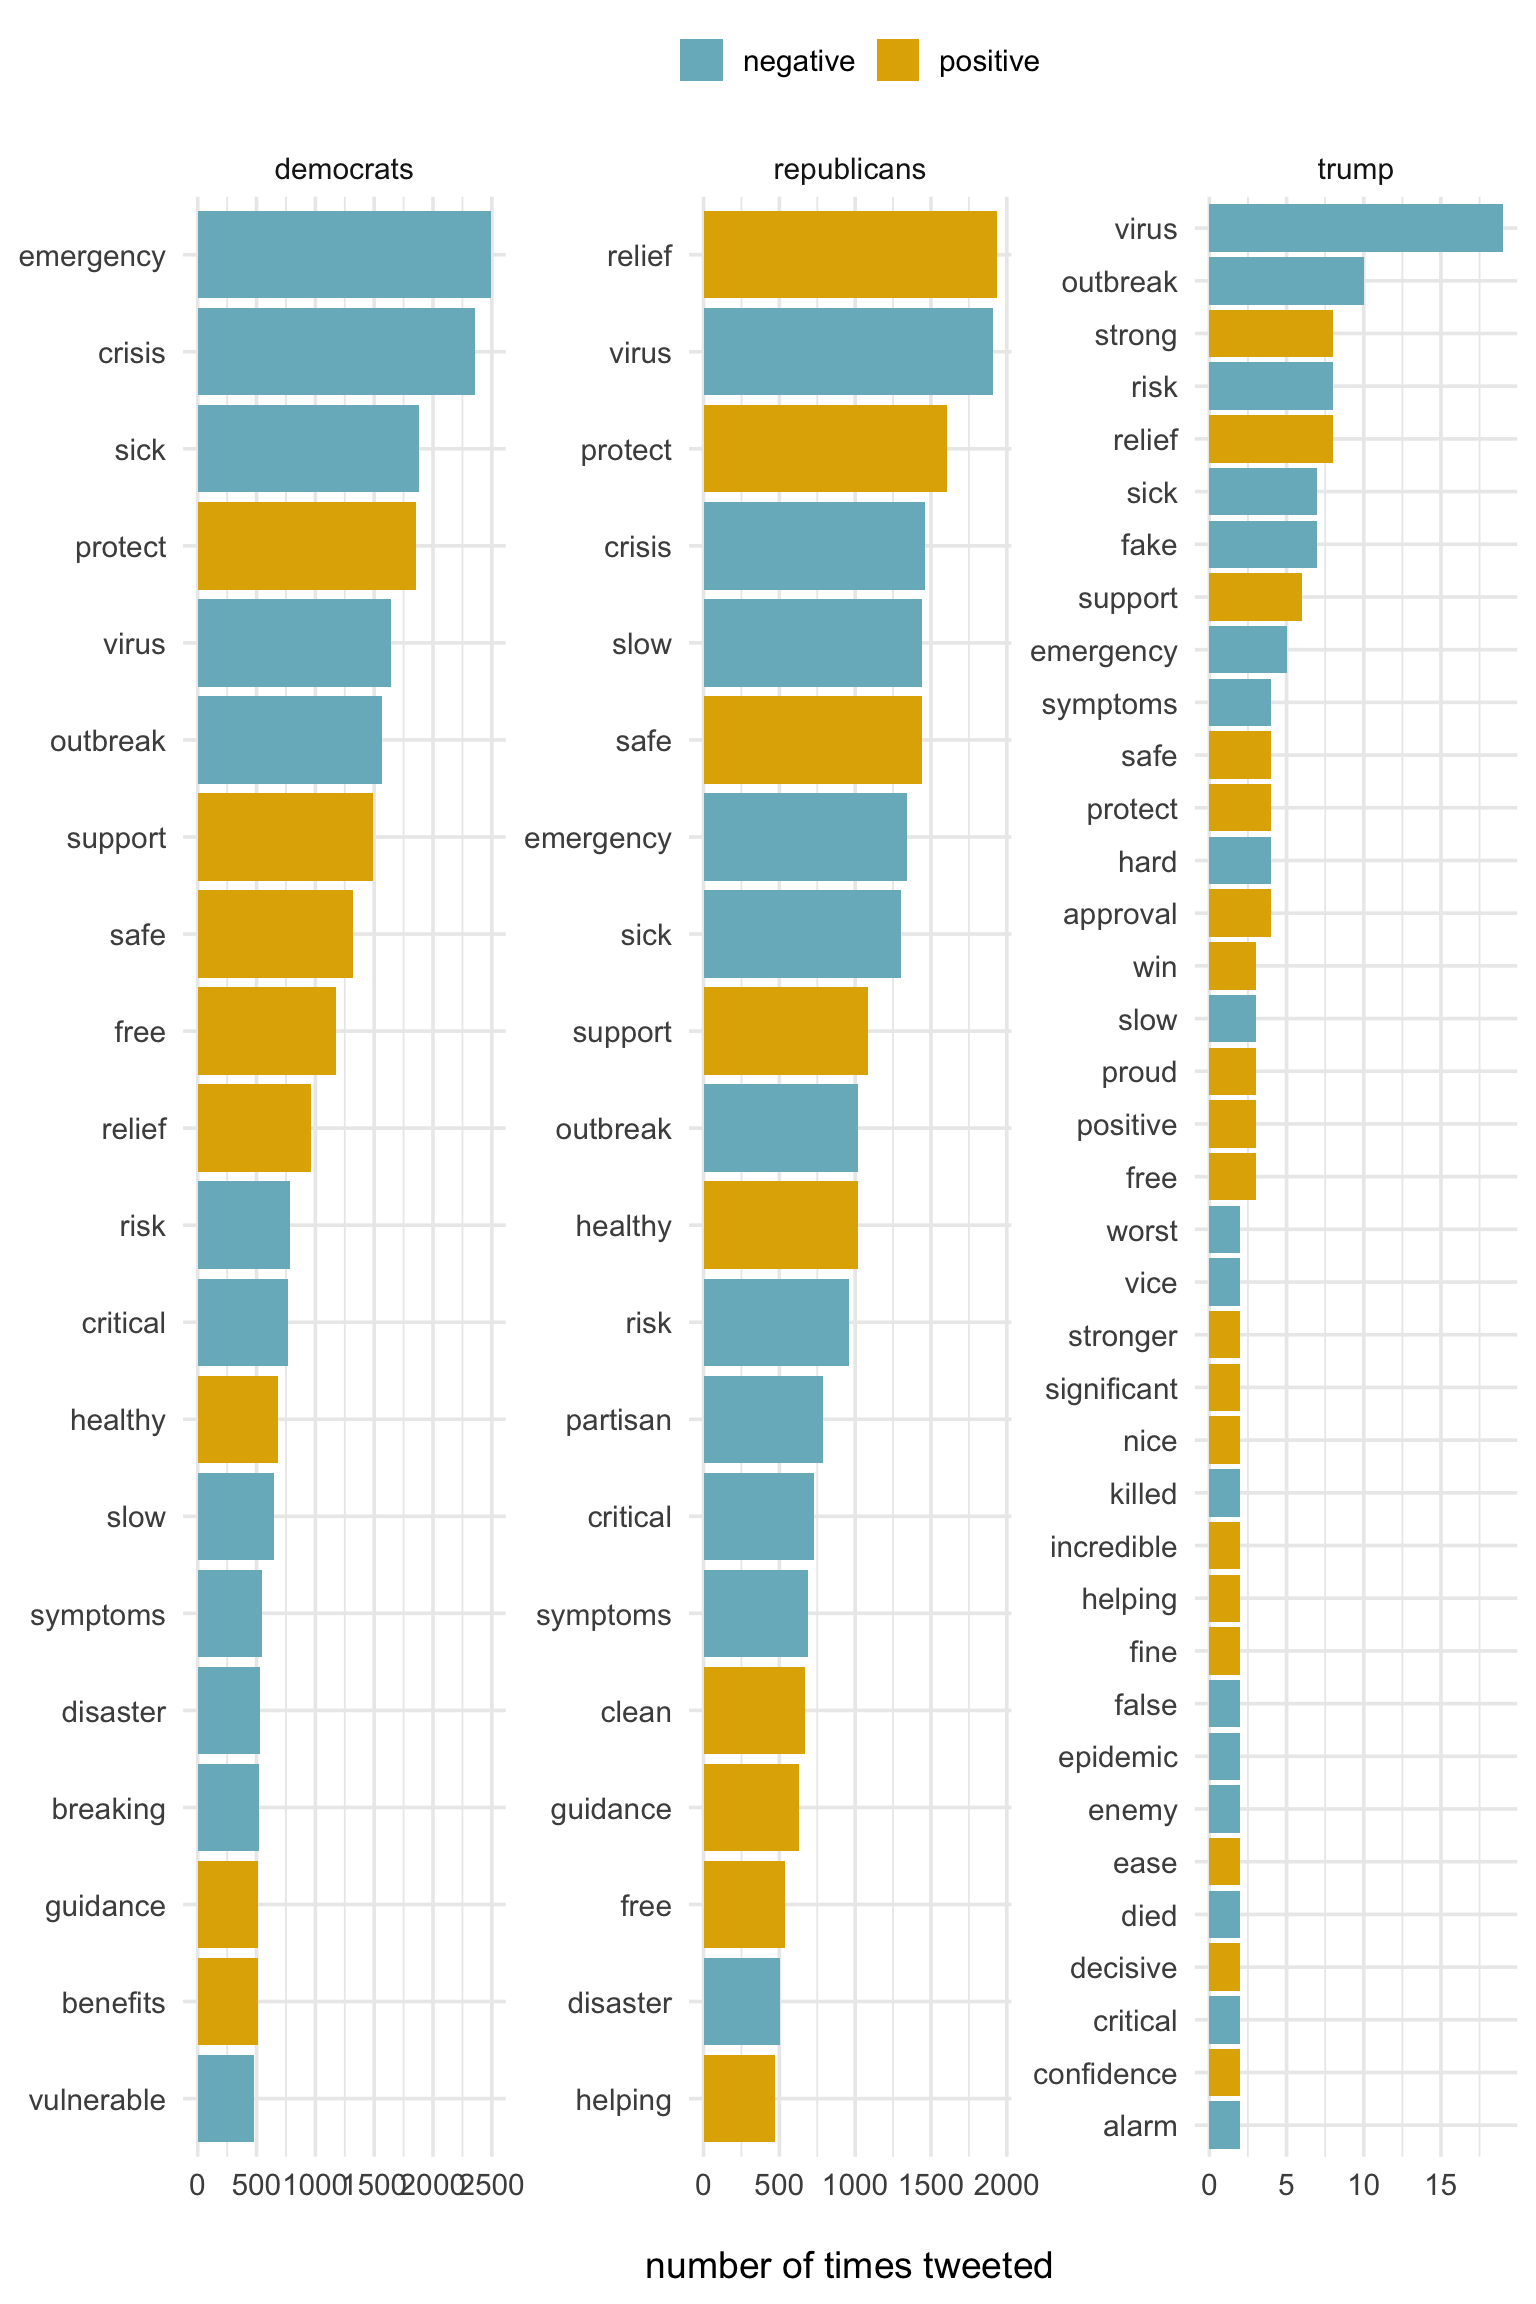 negative
positive
democrats
emergency
crisis
sick
protect
virus
outbreak
support
safe
free
relief
risk
critical
healthy
slow
symptoms
disaster
breaking
guidance
benefits
vulnerable
0 500 1000 1500 2000 2500
republicans
relief
virus
protect
crisis
slow
safe
emergency
sick
support
outbreak
healthy
risk
partisan
critical
symptoms
clean
guidance
free
disaster
helping
0 500 1000 1500 2000
trump
virus
outbreak
strong
risk
relief
sick
fake
support
emergency
symptoms
safe
protect
hard
approval
win
slow
proud
positive
free
worst
vice
stronger
significant
nice
killed
incredible
helping
fine
false
epidemic
enemy
ease
died
decisive
critical
confidence
alarm
0 5 10 15
number of times tweeted